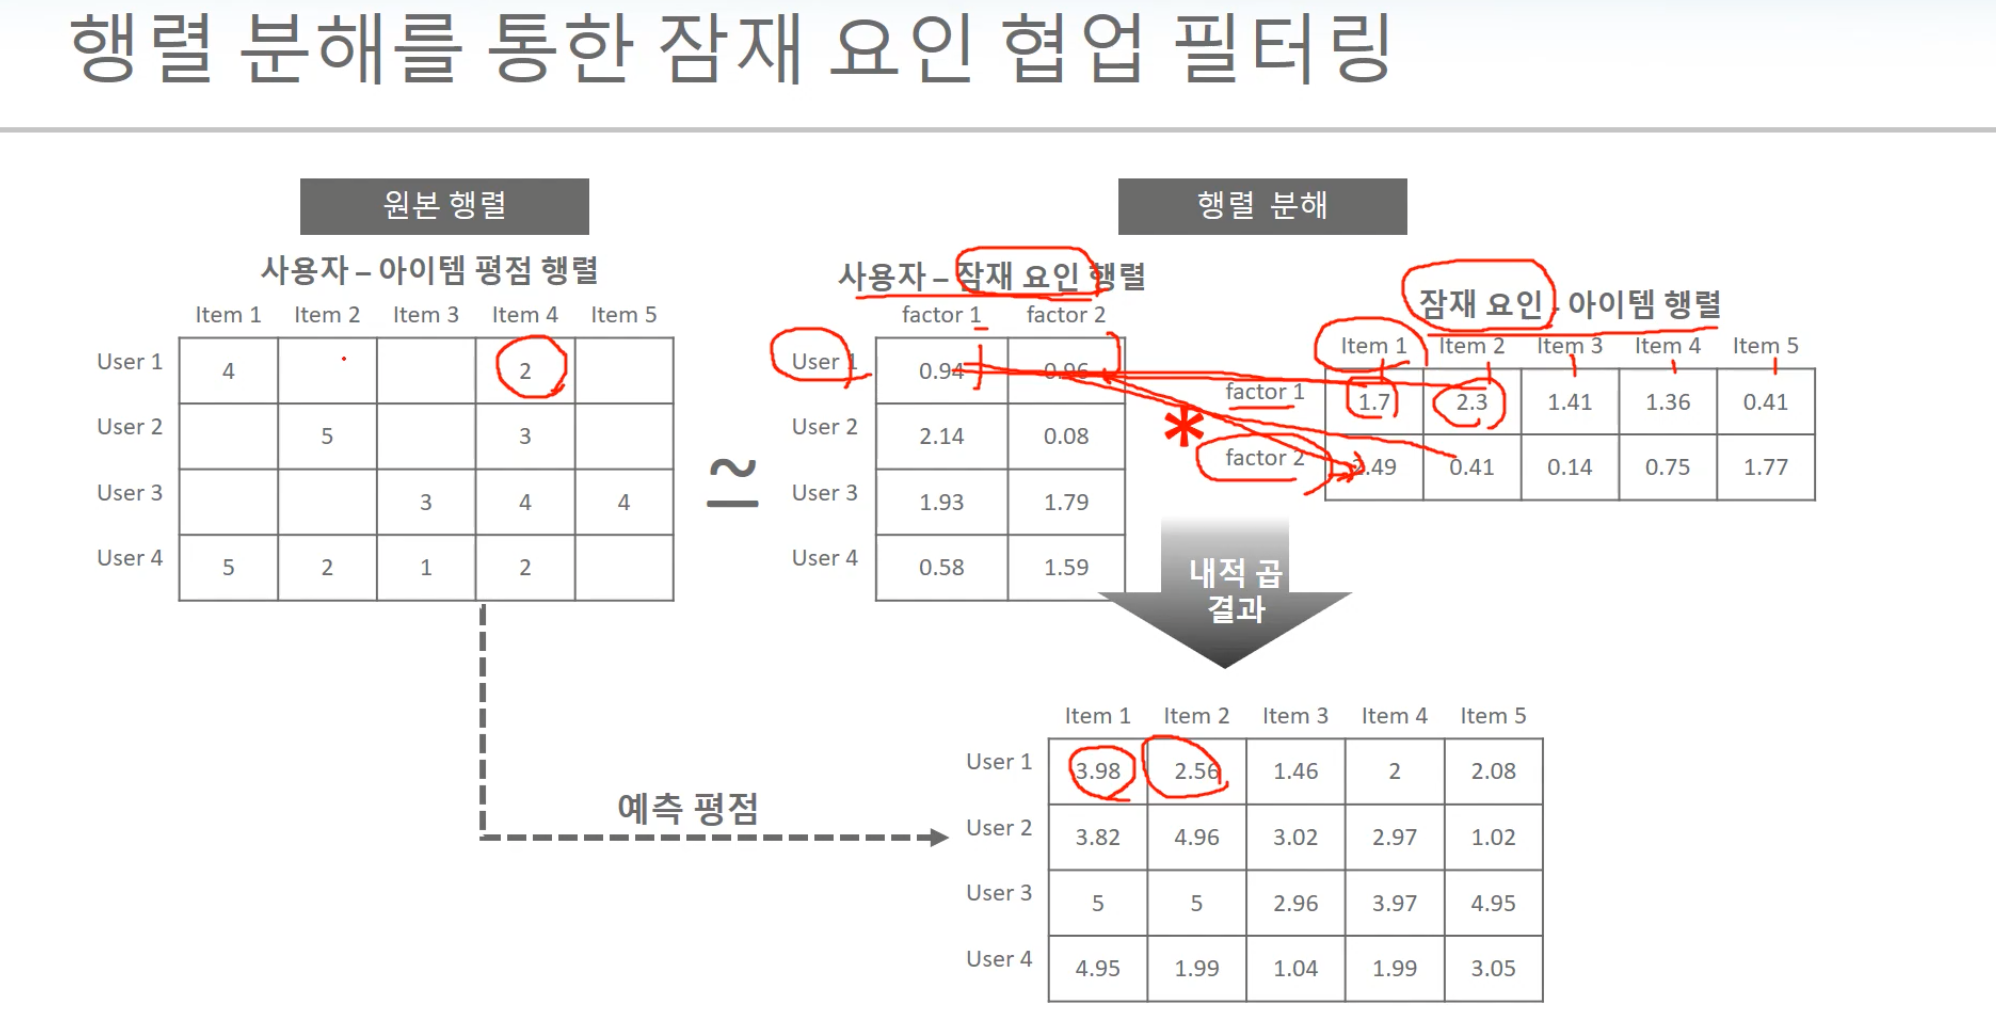 행렬 분해를 통한 잠재 요인 협업 필터링
원본 행렬
사용자 – 아이템 평점 행렬
Item 1 Item 2 Item 3 Item 4 Item 5
User 1 4 2
User 2 5 3
User 3 3 4 4
User 4 5 2 1 2
≃
행렬 분해
사용자 – 잠재 요인 행렬
factor 1 factor 2
User 1 0.94 0.96
User 2 2.14 0.08
User 3 1.93 1.79
User 4 0.58 1.59
*
잠재 요인 - 아이템 행렬
Item 1 Item 2 Item 3 Item 4 Item 5
factor 1 1.7 2.3 1.41 1.36 0.41
factor 2 2.49 0.41 0.14 0.75 1.77
내적 곱
결과
예측 평점
Item 1 Item 2 Item 3 Item 4 Item 5
User 1 3.98 2.56 1.46 2 2.08
User 2 3.82 4.96 3.02 2.97 1.02
User 3 5 5 2.96 3.97 4.95
User 4 4.95 1.99 1.04 1.99 3.05